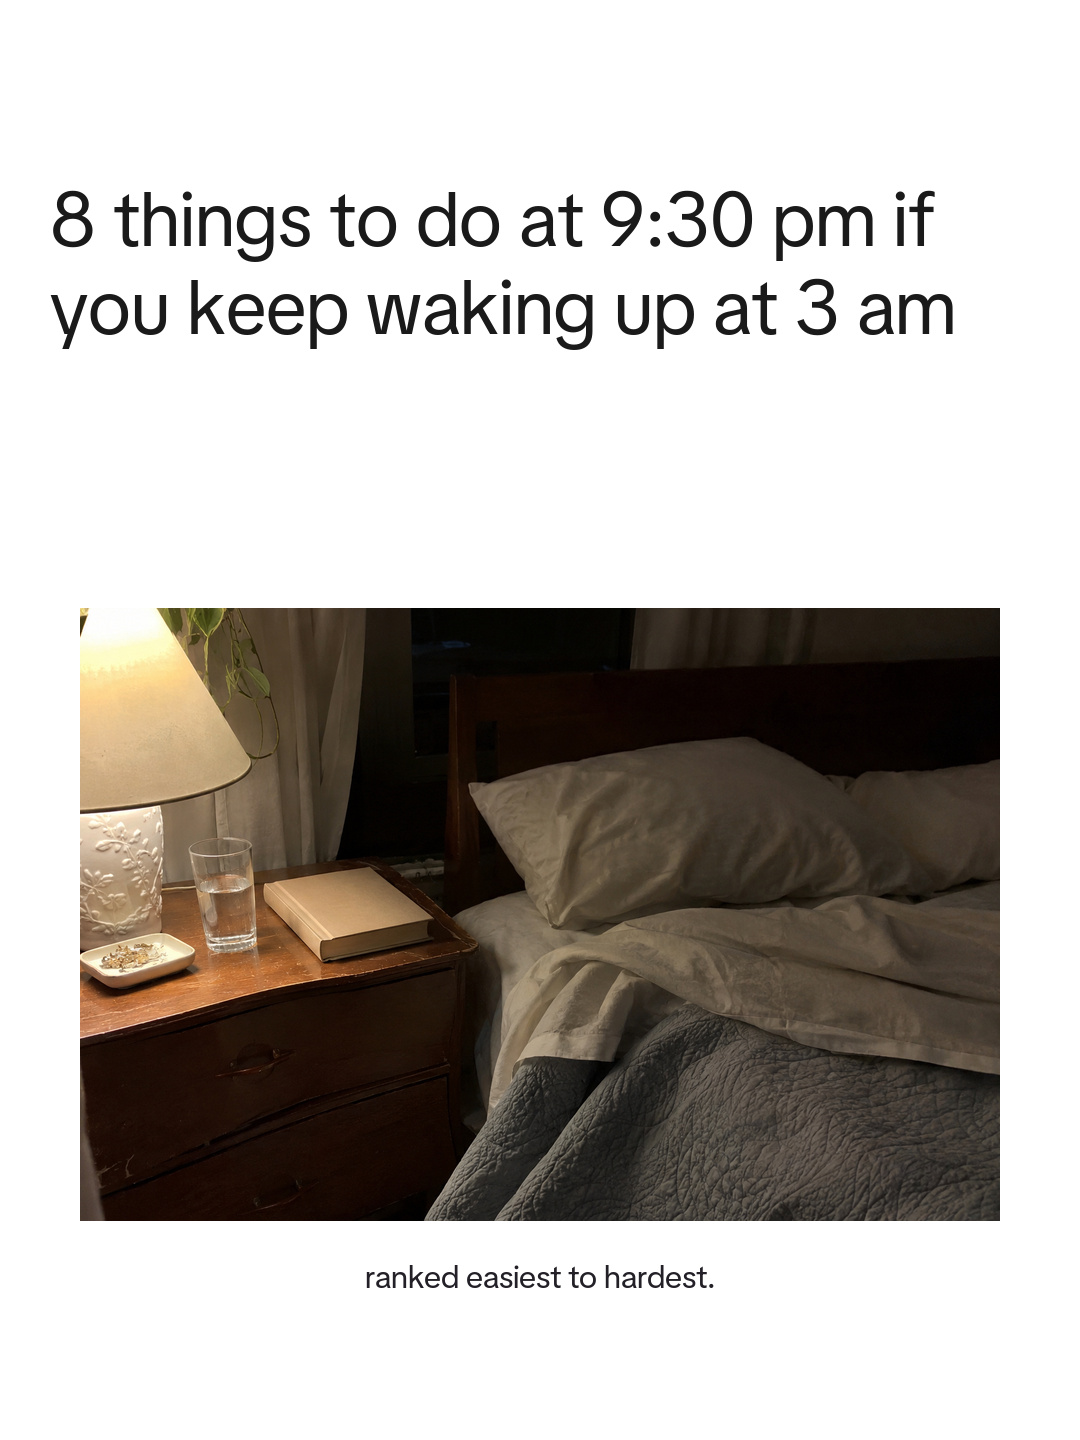 8 things to do at 9:30 pm if
you keep waking up at 3 am
ranked easiest to hardest.